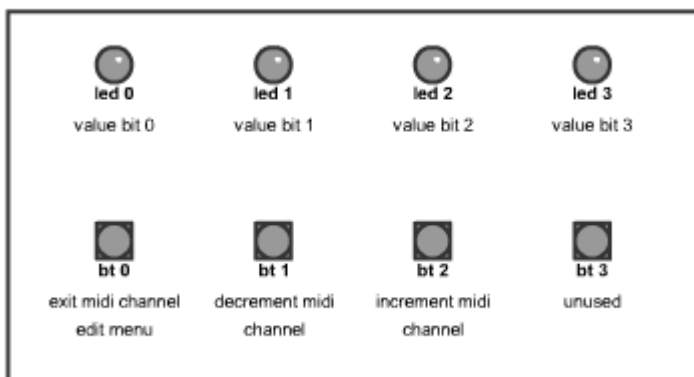 led 0 led 1 led 2 led 3
value bit 0 value bit 1 value bit 2 value bit 3
bt 0 bt 1 bt 2 bt 3
exit midi channel decrement midi increment midi unused
edit menu channel channel